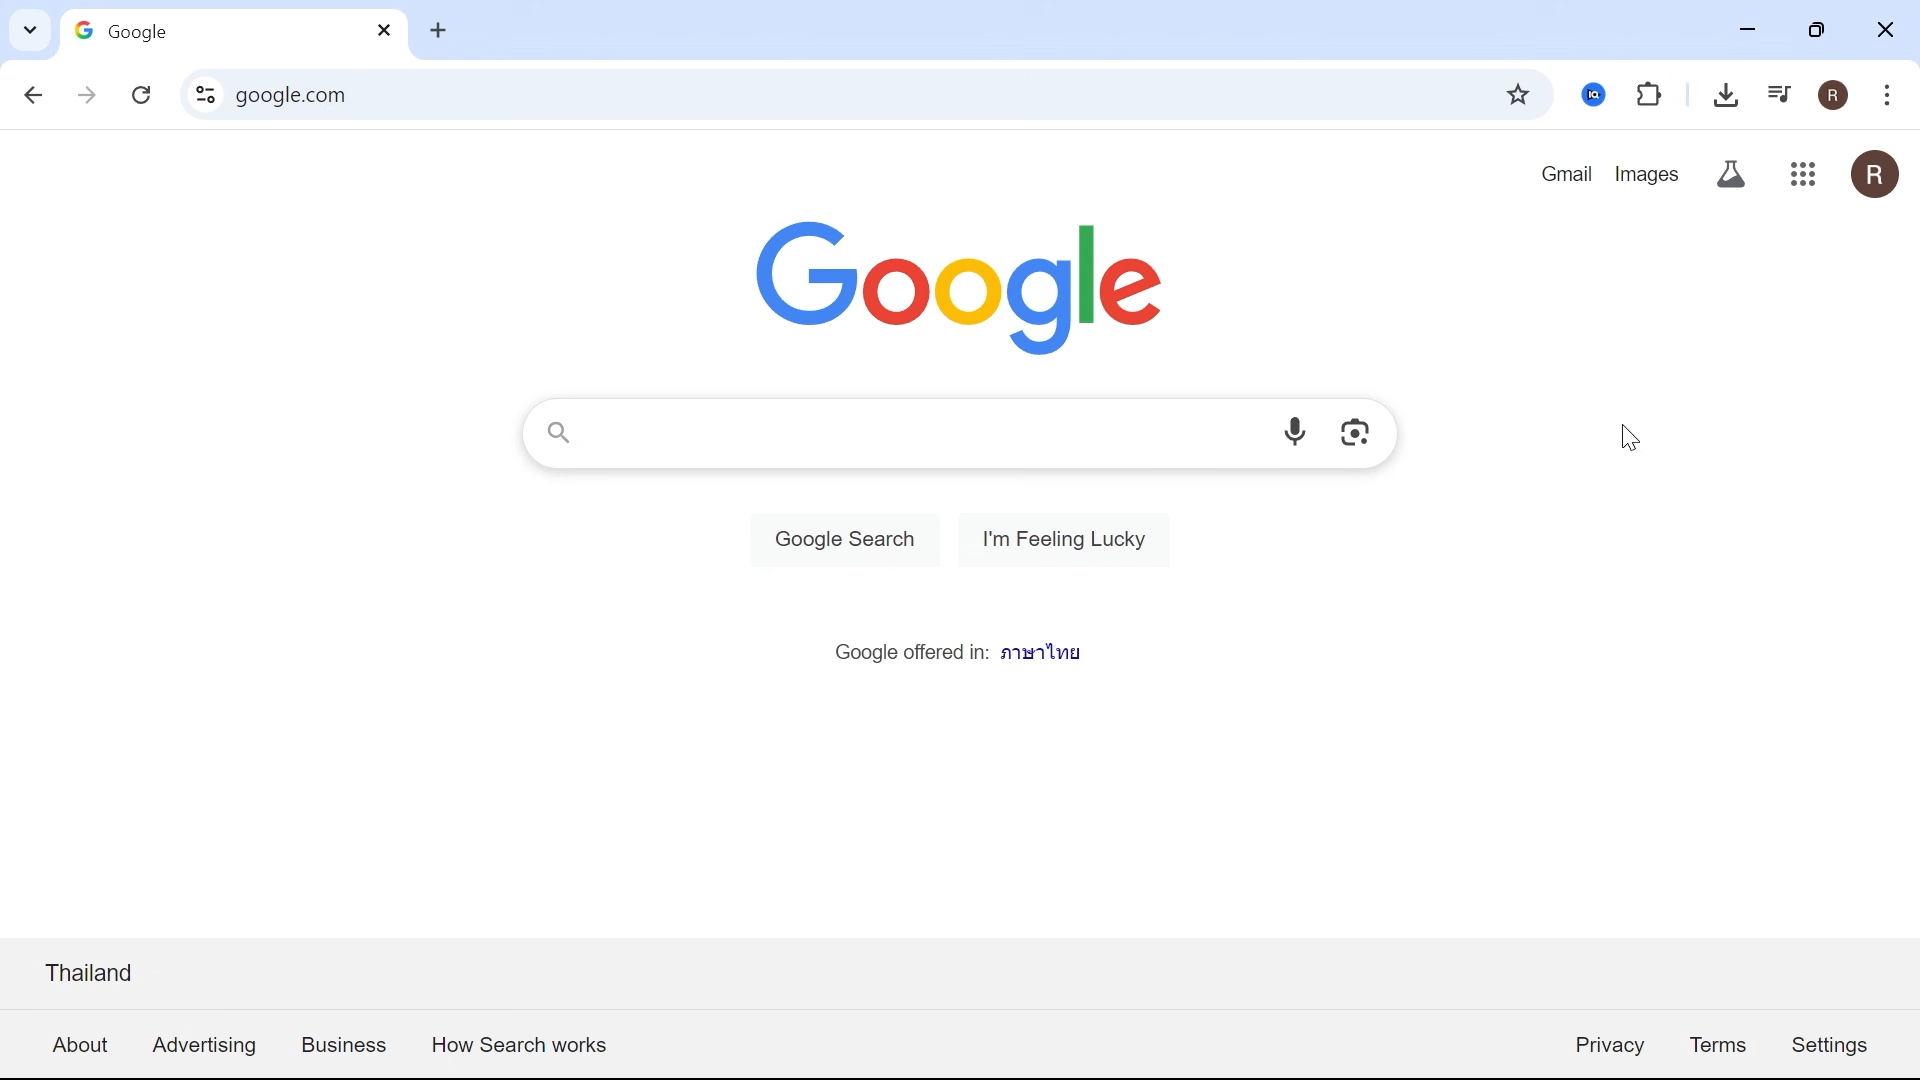 Google
google.com
R
Gmail Images
R
Google
Google Search I'm Feeling Lucky
Google offered in: ภาษาไทย
Thailand
About Advertising Business How Search works Privacy Terms Settings